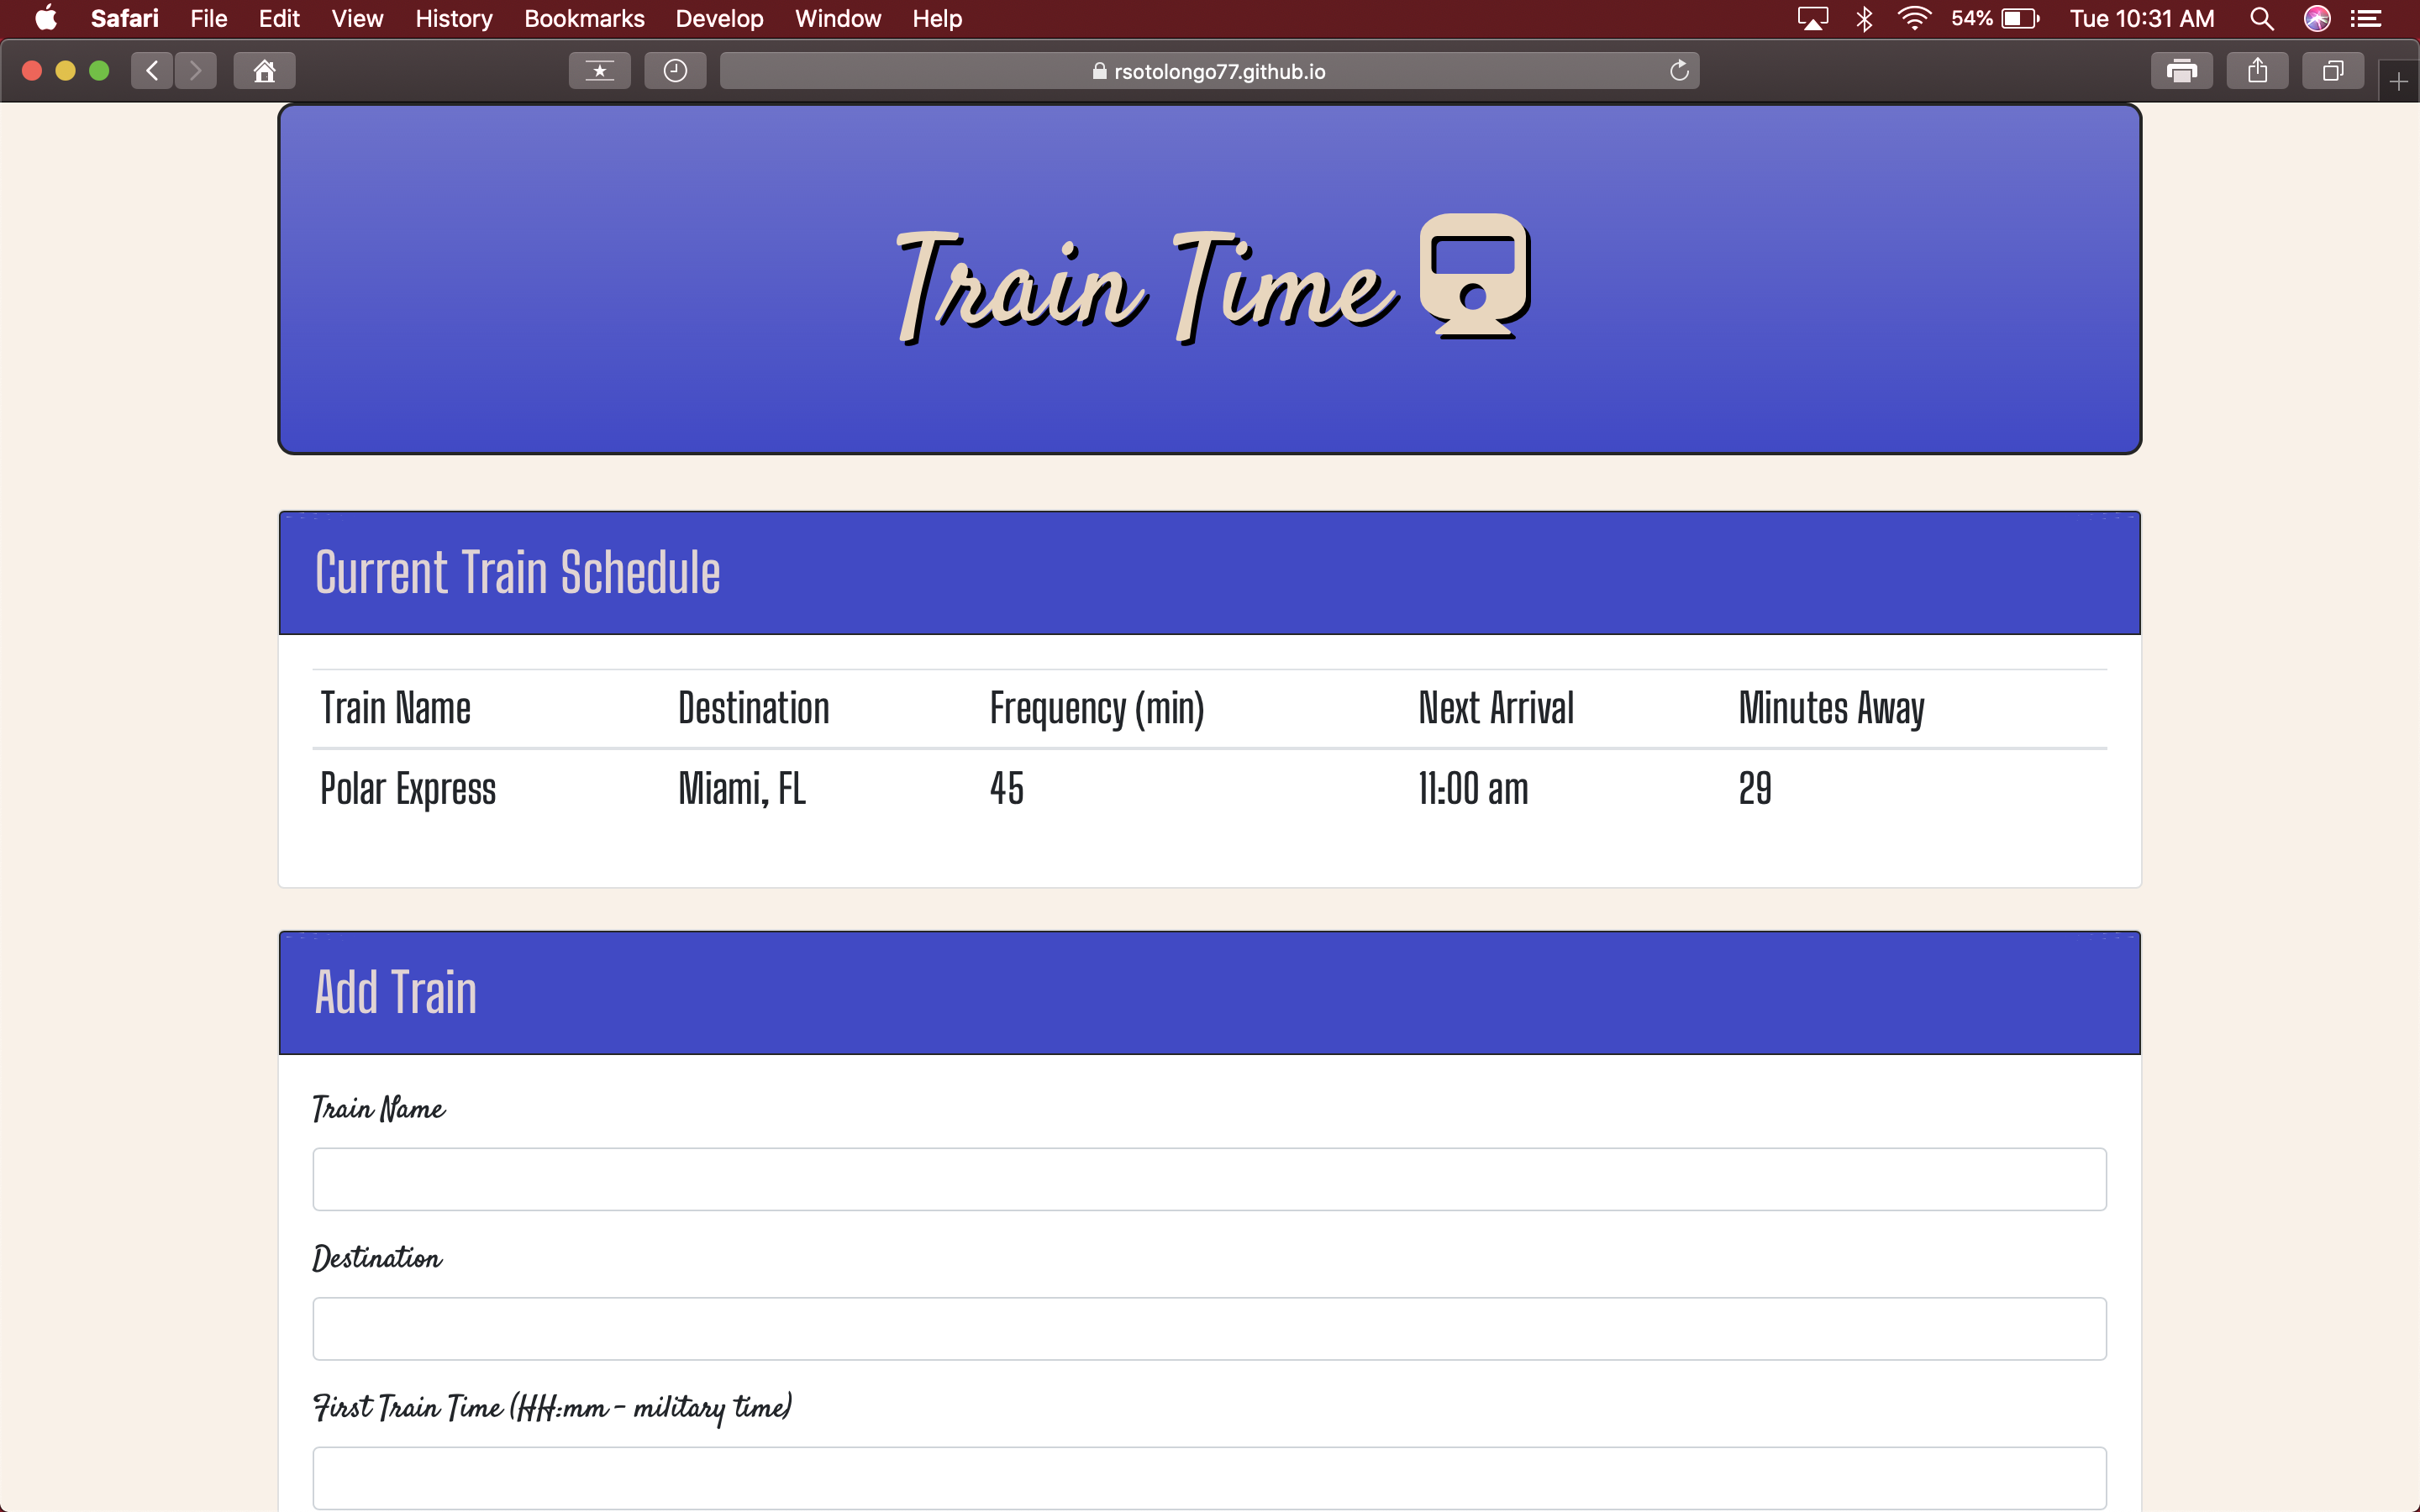 Safari File Edit View History Bookmarks Develop Window Help 54% Tue 10:31 AM
rsotolongo77.github.io
Train Time
Current Train Schedule
Train Name Destination Frequency (min) Next Arrival Minutes Away
Polar Express Miami, FL 45 11:00 am 29
Add Train
Train Name
Destination
First Train Time (HH:mm - military time)